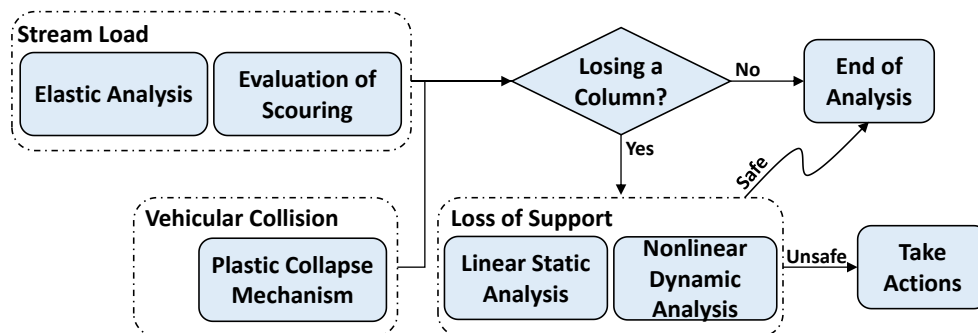 Stream Load
Elastic Analysis
Evaluation of
Scouring
Losing a
Column?
No
End of
Analysis
Yes
Safe
Vehicular Collision
Plastic Collapse
Mechanism
Loss of Support
Linear Static
Analysis
Nonlinear
Dynamic
Analysis
Unsafe
Take
Actions